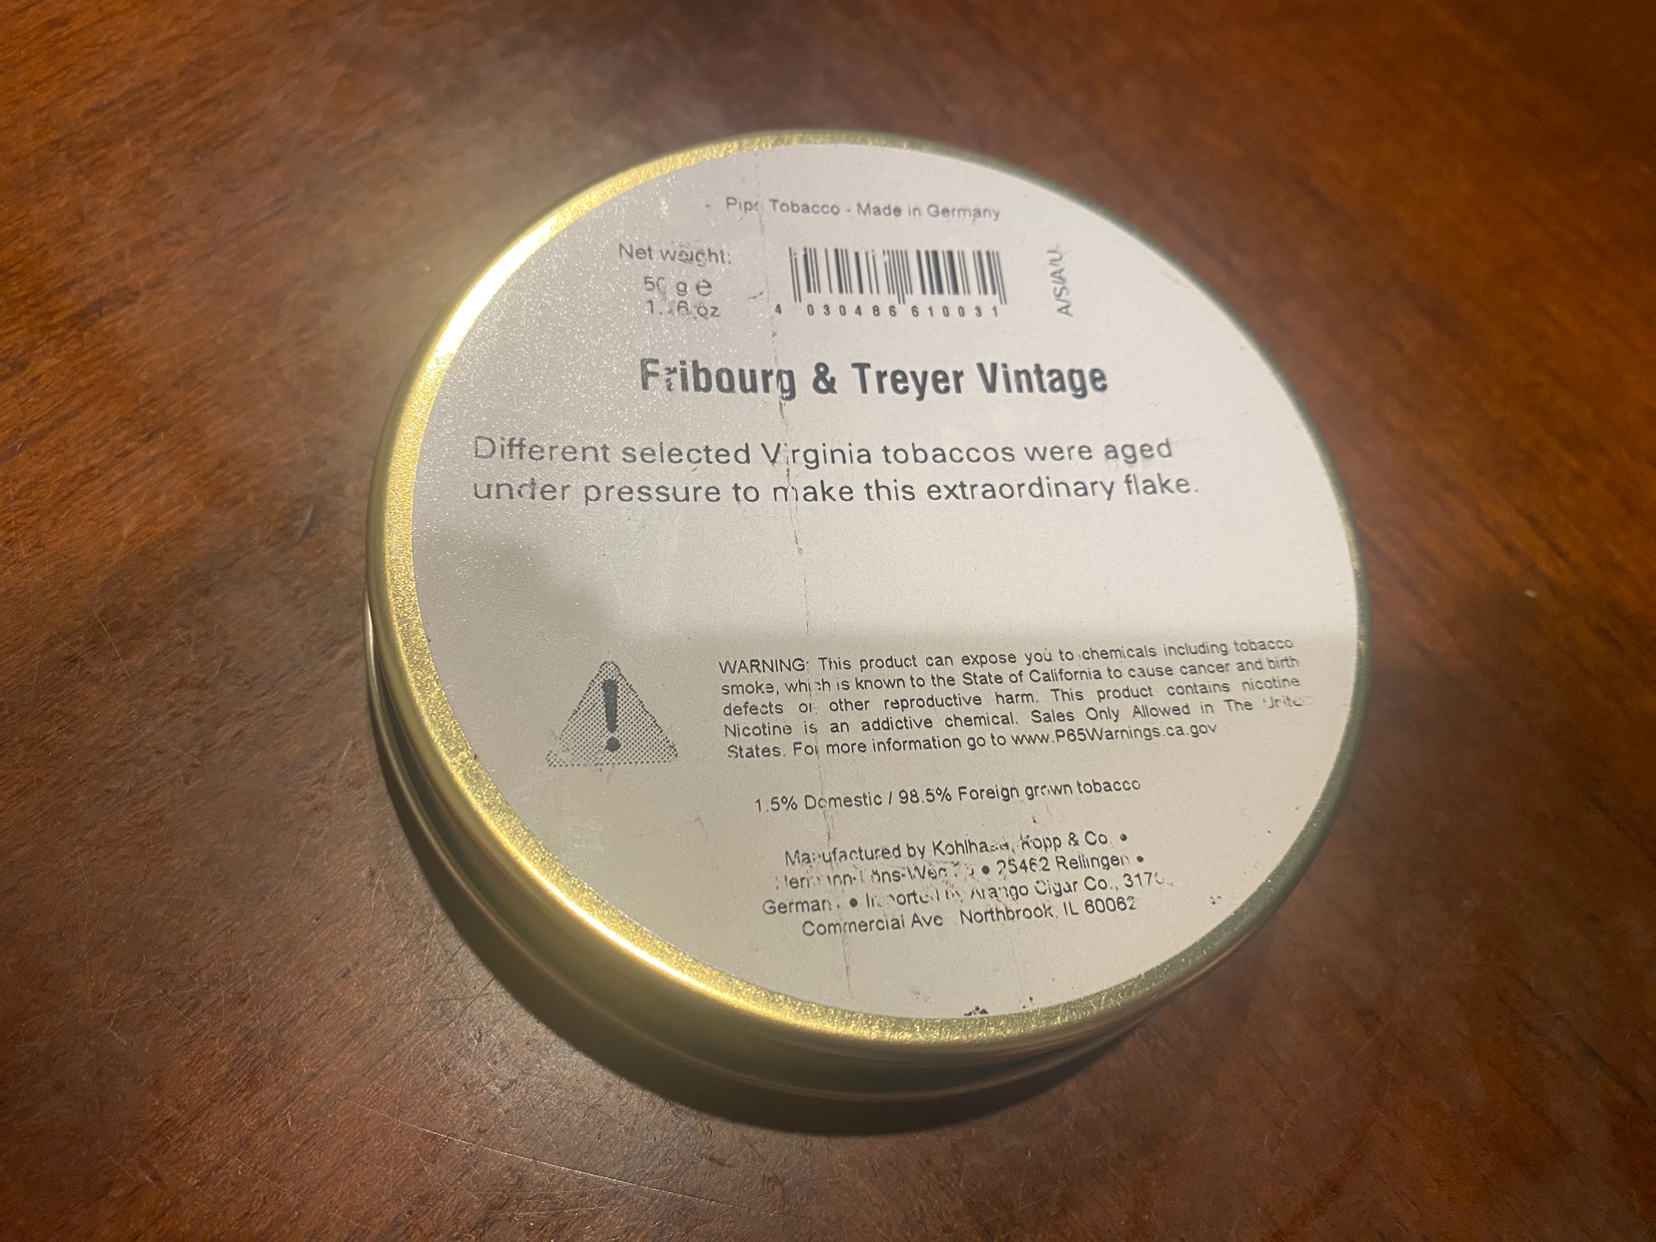 - Pipe Tobacco - Made in Germany
Net weight:
50 g e
1.76 oz
4 030486 610031
A/S/A/U
Fribourg & Treyer Vintage
Different selected Virginia tobaccos were aged
under pressure to make this extraordinary flake.
WARNING: This product can expose you to chemicals including tobacco
smoke, which is known to the State of California to cause cancer and birth
defects or other reproductive harm. This product contains nicotine
Nicotine is an addictive chemical. Sales Only Allowed in The United
States. For more information go to www.P65Warnings.ca.gov
1.5% Domestic / 98.5% Foreign grown tobacco
Manufactured by Kohlhase, Kopp & Co. •
Hermann-Löns-Weg • 25462 Rellingen •
Germany • Imported by Arango Cigar Co.,
Commercial Ave Northbrook, IL 60062